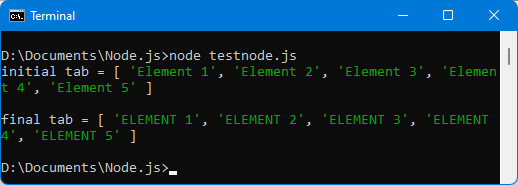 Terminal
D:\Documents\Node.js>node testnode.js
initial tab = [ 'Element 1', 'Element 2', 'Element 3', 'Elemen
t 4', 'Element 5' ]
final tab = [ 'ELEMENT 1', 'ELEMENT 2', 'ELEMENT 3', 'ELEMENT
4', 'ELEMENT 5' ]
D:\Documents\Node.js>